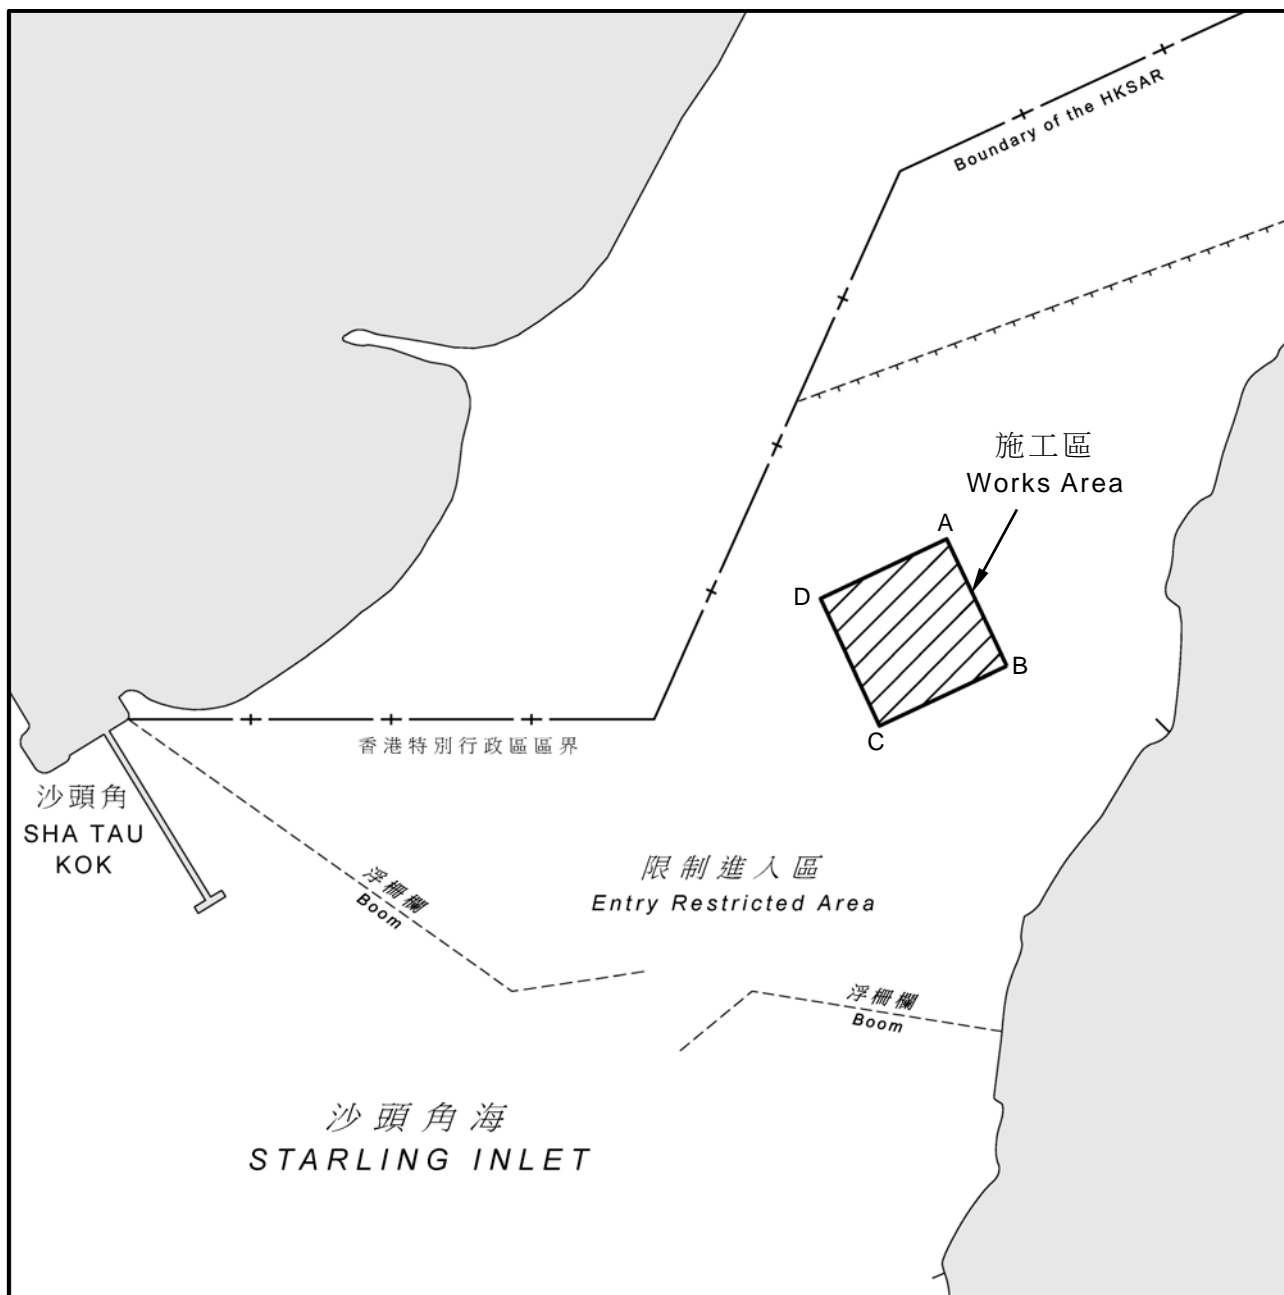 Boundary of the HKSAR
施工區
Works Area
A
D
B
C
香港特別行政區區界
沙頭角
SHA TAU
KOK
浮柵欄
Boom
限制進入區
Entry Restricted Area
浮柵欄
Boom
沙頭角海
STARLING INLET